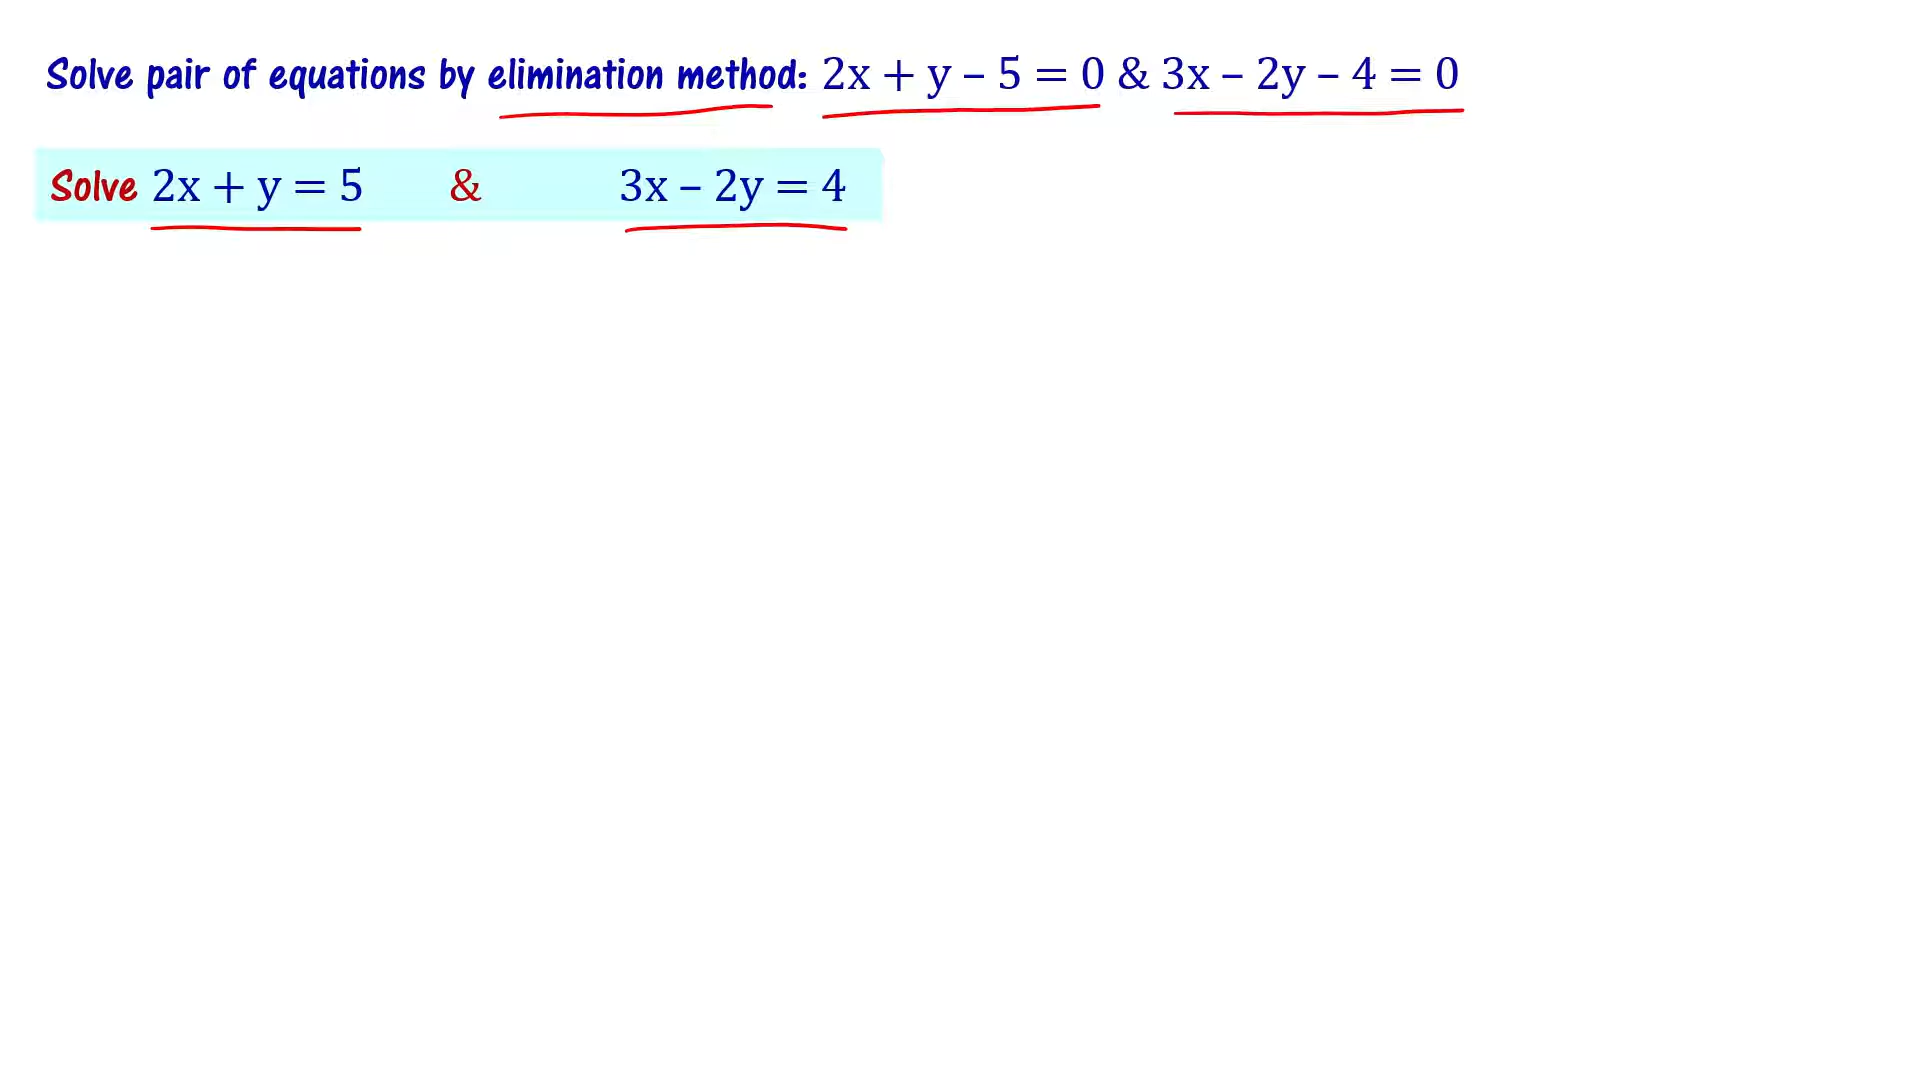 Solve pair of equations by elimination method: 2x + y – 5 = 0 & 3x – 2y – 4 = 0
Solve 2x + y = 5 & 3x – 2y = 4